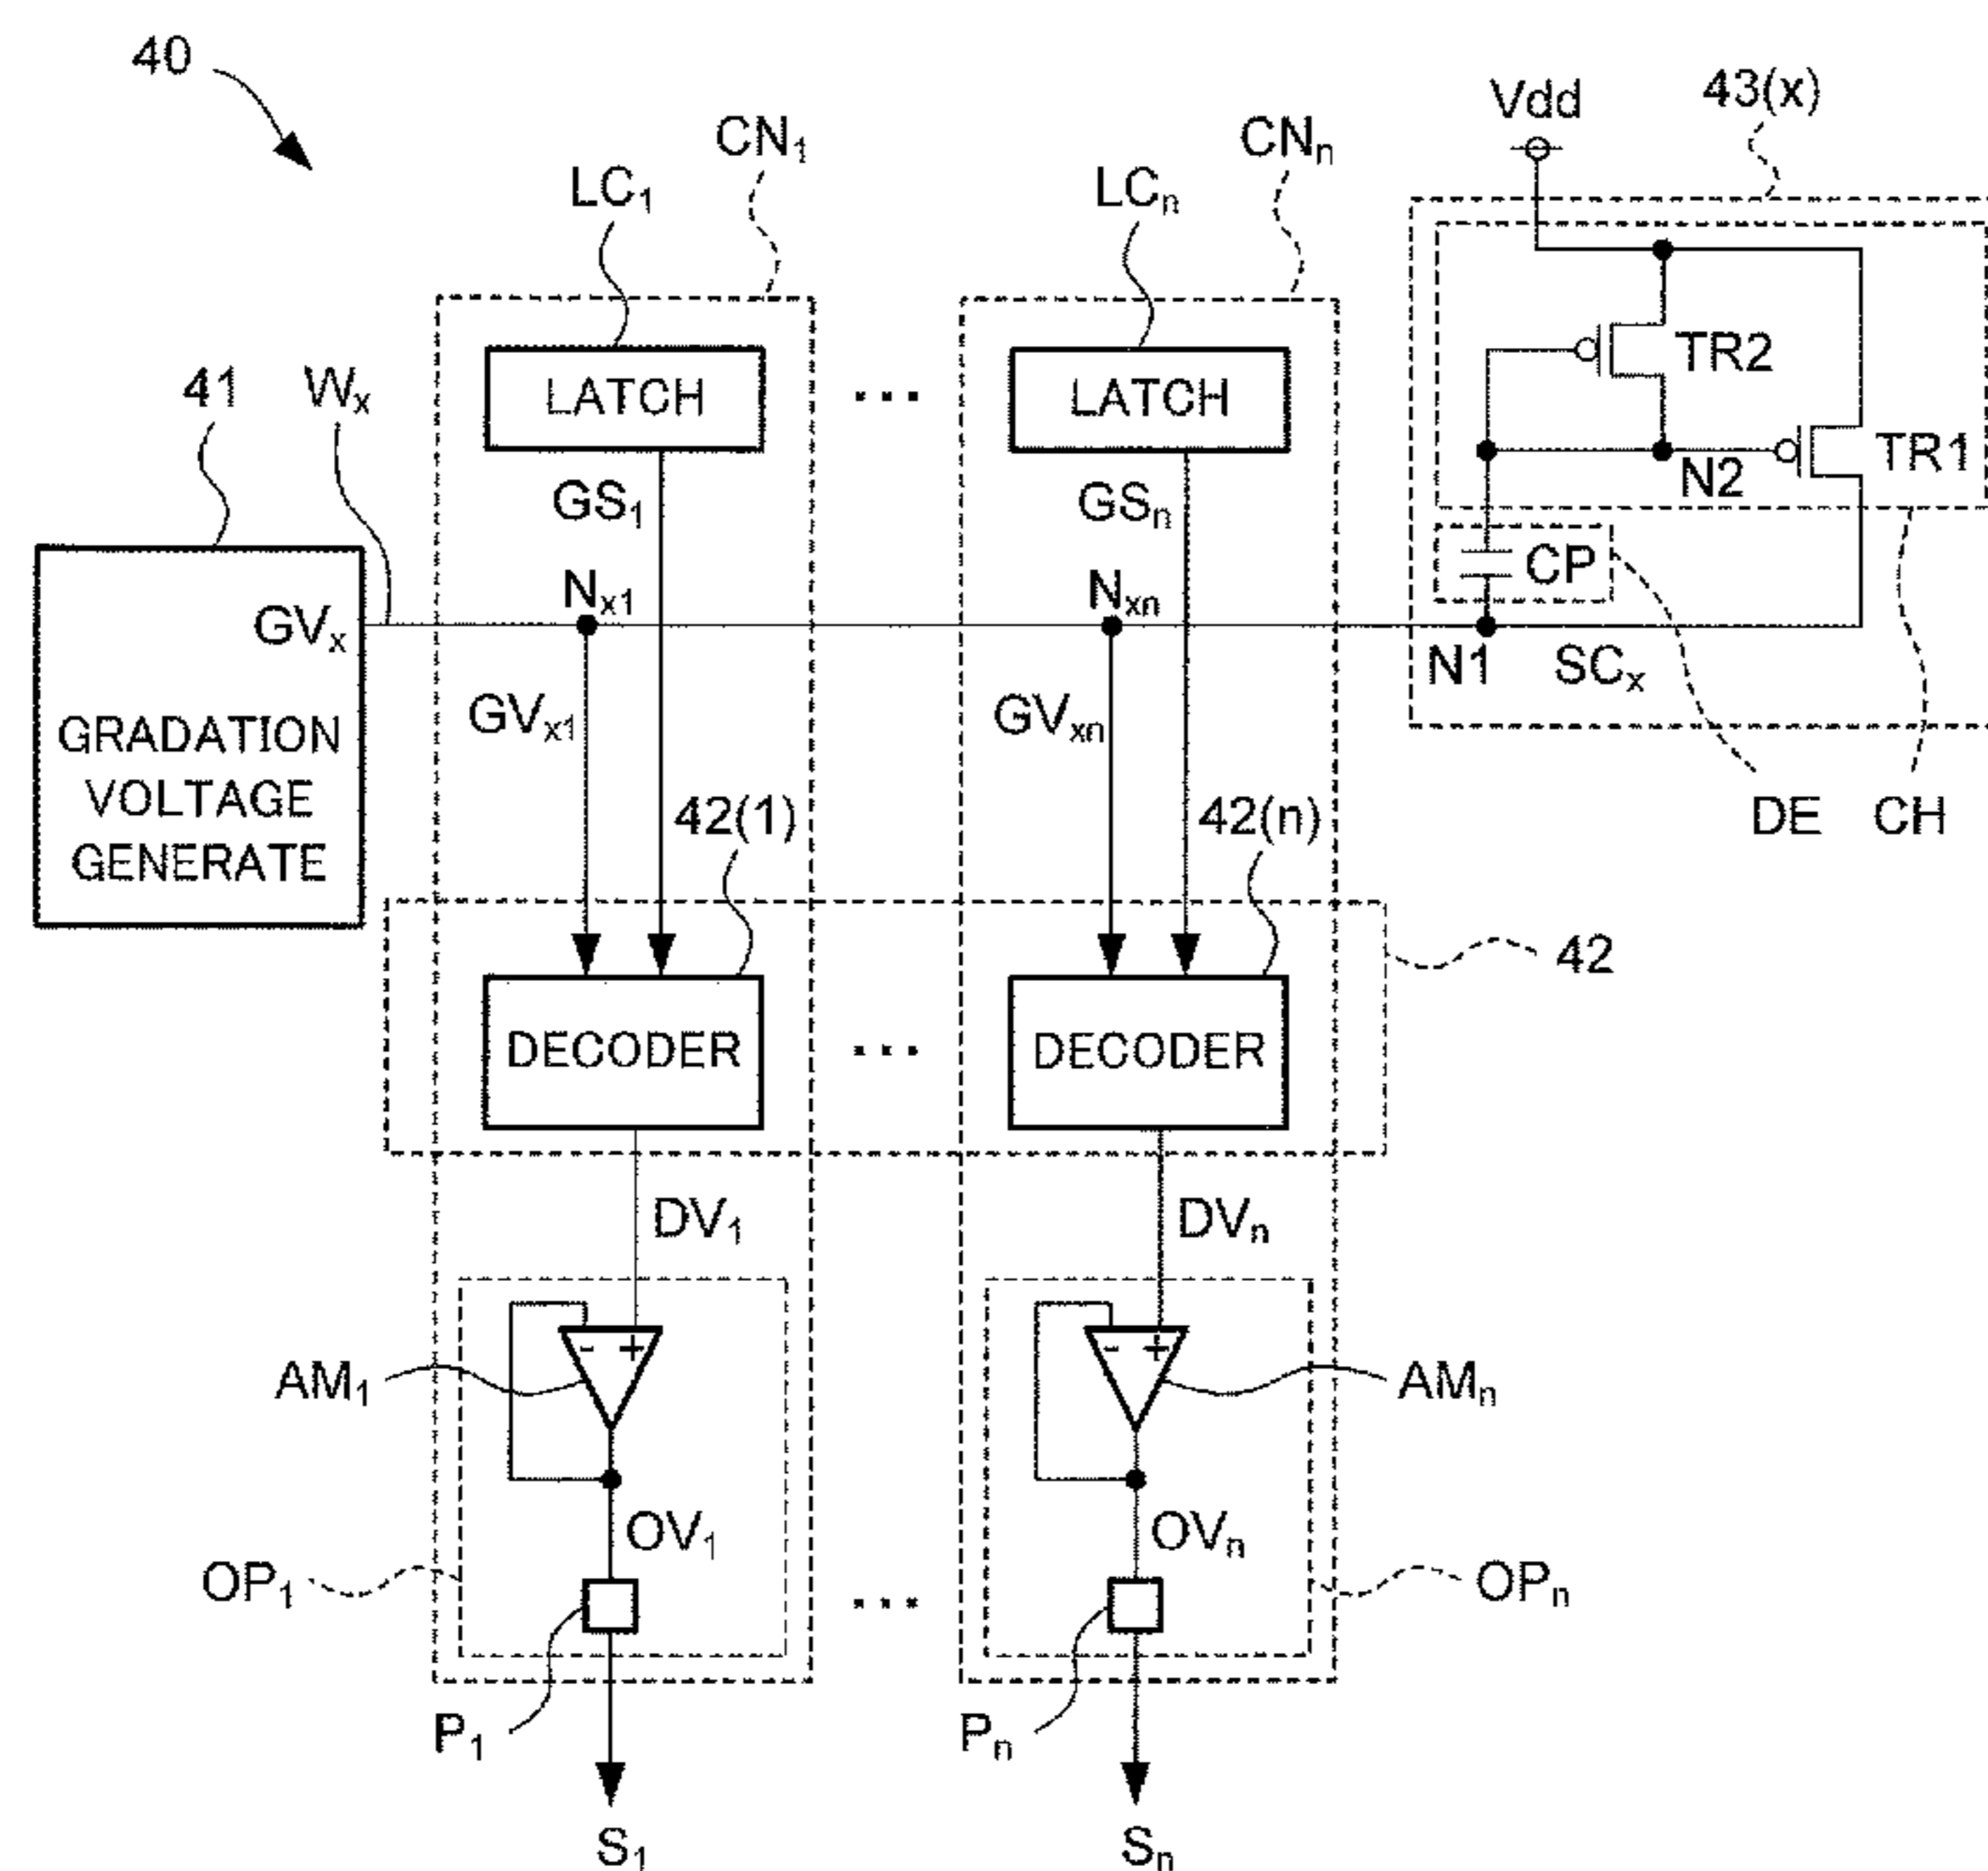 40
CN₁
CNₙ
Vdd
43(x)
LC₁
LCₙ
41
Wₓ
LATCH
...
LATCH
TR2
TR1
N2
GS₁
GSₙ
CP
GVₓ
Nₓ₁
Nₓₙ
N1
SCₓ
GRADATION
VOLTAGE
GENERATE
GVₓ₁
GVₓₙ
DE
CH
42(1)
42(n)
42
DECODER
...
DECODER
DV₁
DVₙ
- +
- +
AM₁
AMₙ
OV₁
OVₙ
OP₁
...
OPₙ
P₁
Pₙ
S₁
Sₙ